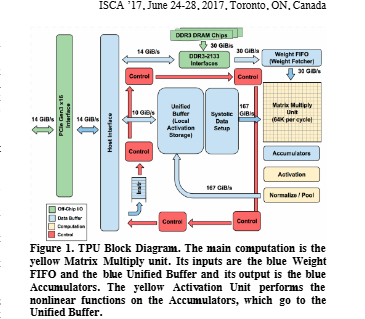 ISCA '17, June 24-28, 2017, Toronto, ON, Canada
DDR3 DRAM Chips
30 GiB/s
14 GiB/s
DDR3-2133
Interfaces
30 GiB/s
Weight FIFO
(Weight Fetcher)
Control
Control
30 GiB/s
PCIe Gen3 x16
Interface
14 GiB/s
14 GiB/s
Host Interface
10 GiB/s
Unified
Buffer
(Local
Activation
Storage)
Systolic
Data
Setup
167
GiB/s
Matrix Multiply
Unit
(64K per cycle)
Control
Accumulators
Activation
Instr
167 GiB/s
Normalize / Pool
Off-Chip I/O
Data Buffer
Computation
Control
Control
Control
Figure 1. TPU Block Diagram. The main computation is the
yellow Matrix Multiply unit. Its inputs are the blue Weight
FIFO and the blue Unified Buffer and its output is the blue
Accumulators. The yellow Activation Unit performs the
nonlinear functions on the Accumulators, which go to the
Unified Buffer.